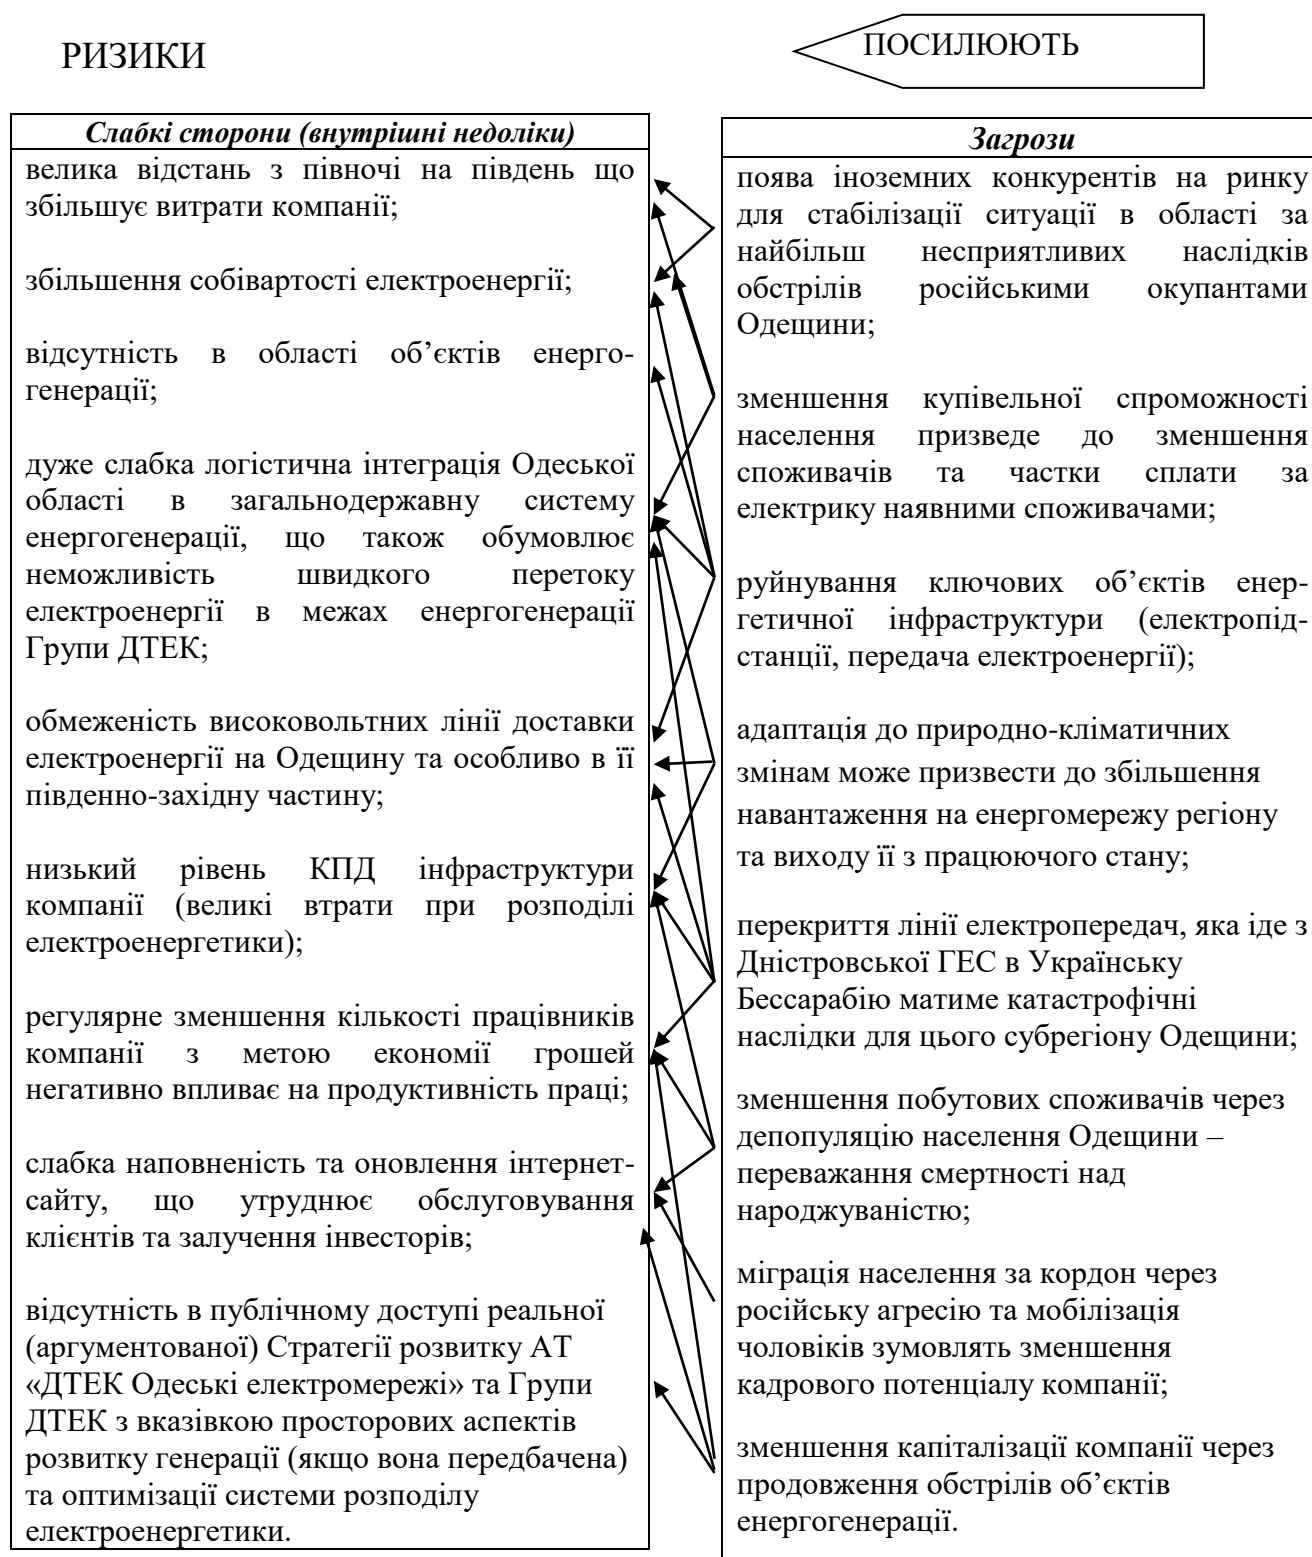 РИЗИКИ
ПОСИЛЮЮТЬ
Слабкі сторони (внутрішні недоліки)
велика відстань з півночі на південь що
збільшує витрати компанії;
збільшення собівартості електроенергії;
відсутність в області об’єктів енерго-
генерації;
дуже слабка логістична інтеграція Одеської
області в загальнодержавну систему
енергогенерації, що також обумовлює
неможливість швидкого перетоку
електроенергії в межах енергогенерації
Групи ДТЕК;
обмеженість високовольтних лінії доставки
електроенергії на Одещину та особливо в її
південно-західну частину;
низький рівень КПД інфраструктури
компанії (великі втрати при розподілі
електроенергетики);
регулярне зменшення кількості працівників
компанії з метою економії грошей
негативно впливає на продуктивність праці;
слабка наповненість та оновлення інтернет-
сайту, що утруднює обслуговування
клієнтів та залучення інвесторів;
відсутність в публічному доступі реальної
(аргументованої) Стратегії розвитку АТ
«ДТЕК Одеські електромережі» та Групи
ДТЕК з вказівкою просторових аспектів
розвитку генерації (якщо вона передбачена)
та оптимізації системи розподілу
електроенергетики.
Загрози
поява іноземних конкурентів на ринку
для стабілізації ситуації в області за
найбільш несприятливих наслідків
обстрілів російськими окупантами
Одещини;
зменшення купівельної спроможності
населення призведе до зменшення
споживачів та частки сплати за
електрику наявними споживачами;
руйнування ключових об’єктів енер-
гетичної інфраструктури (електропід-
станції, передача електроенергії);
адаптація до природно-кліматичних
змінам може призвести до збільшення
навантаження на енергомережу регіону
та виходу її з працюючого стану;
перекриття лінії електропередач, яка іде з
Дністровської ГЕС в Українську
Бессарабію матиме катастрофічні
наслідки для цього субрегіону Одещини;
зменшення побутових споживачів через
депопуляцію населення Одещини –
переважання смертності над
народжуваністю;
міграція населення за кордон через
російську агресію та мобілізація
чоловіків зумовлять зменшення
кадрового потенціалу компанії;
зменшення капіталізації компанії через
продовження обстрілів об’єктів
енергогенерації.